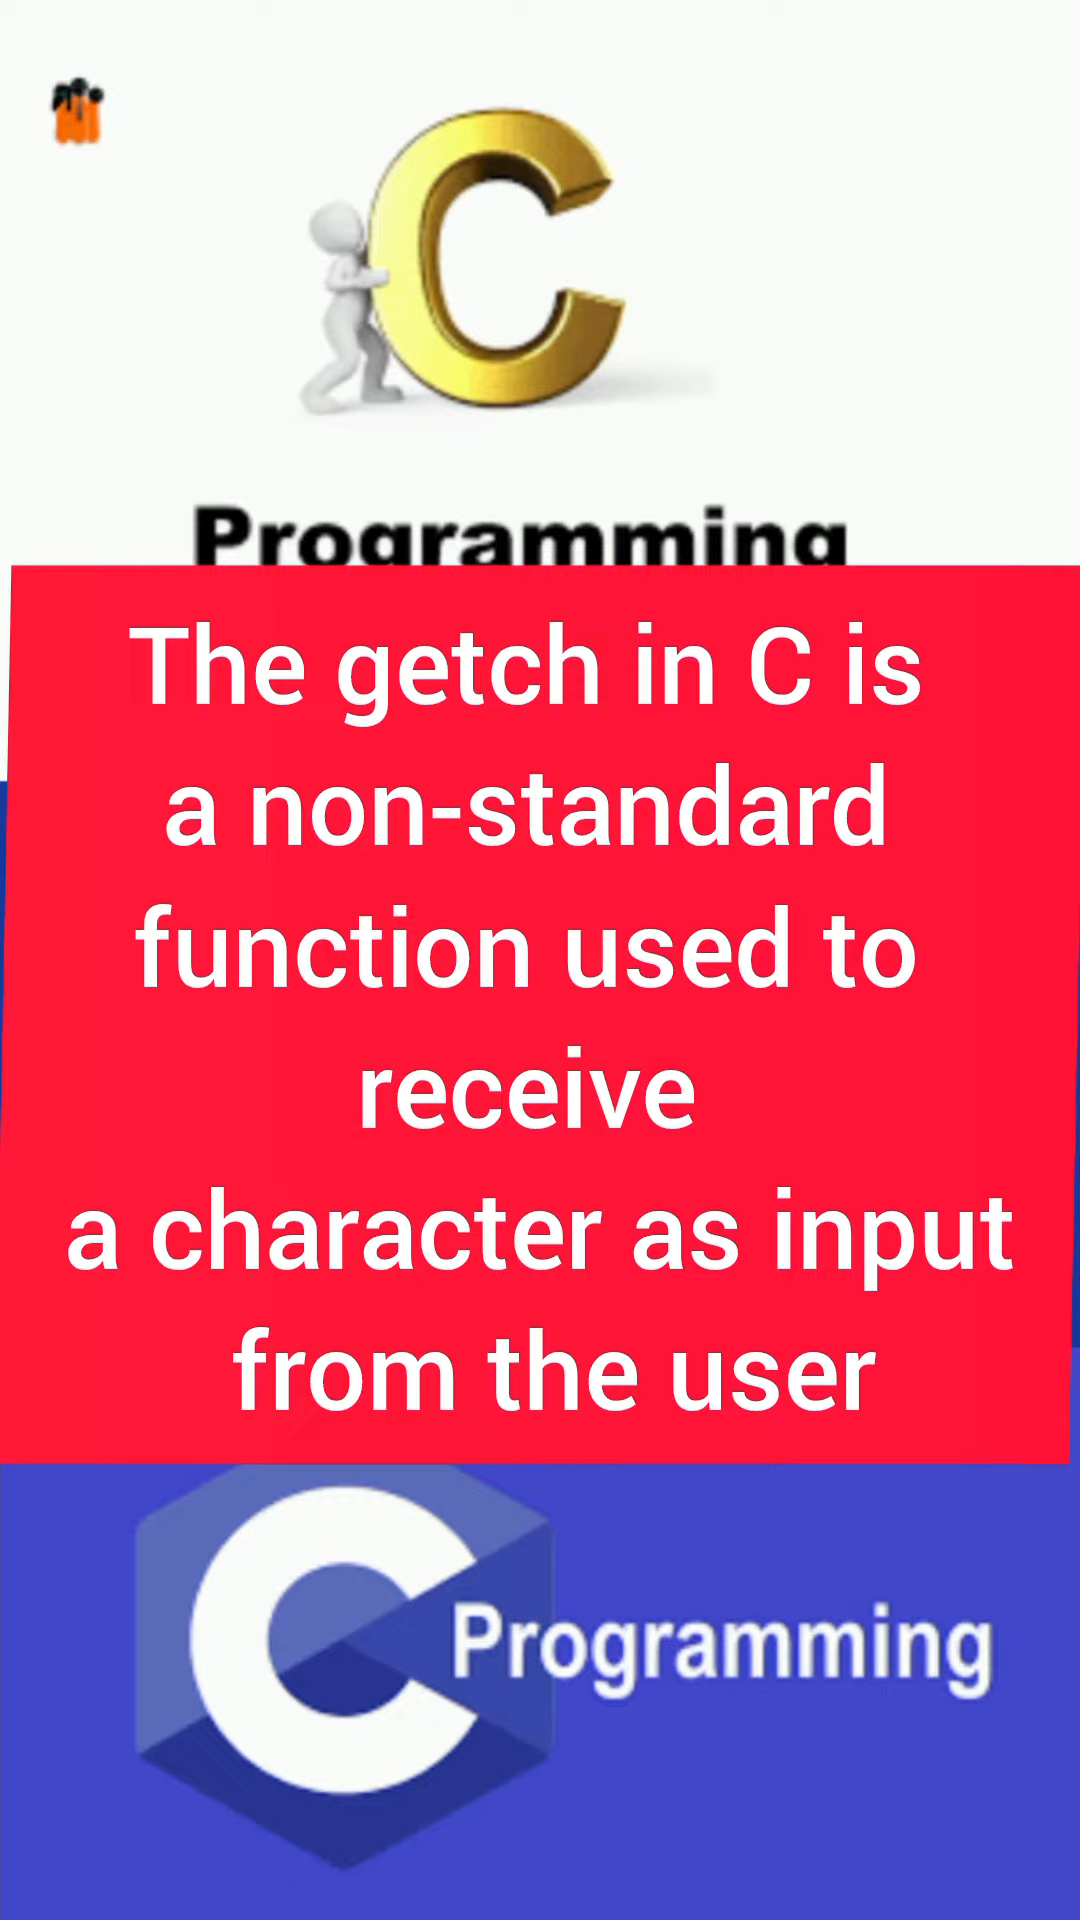 C
Programming
The getch in C is
a non-standard
function used to
receive
a character as input
from the user
C
Programming